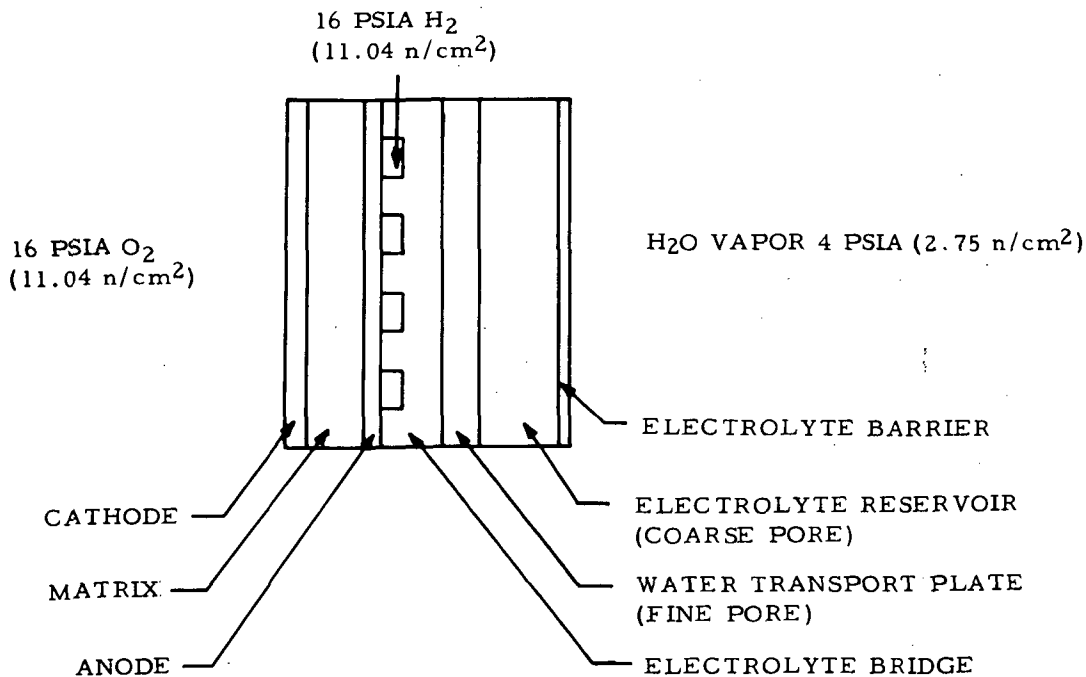 16 PSIA H2
(11.04 n/cm2)
16 PSIA O2
(11.04 n/cm2)
H2O VAPOR 4 PSIA (2.75 n/cm2)
ELECTROLYTE BARRIER
CATHODE
ELECTROLYTE RESERVOIR
(COARSE PORE)
MATRIX
WATER TRANSPORT PLATE
(FINE PORE)
ANODE
ELECTROLYTE BRIDGE